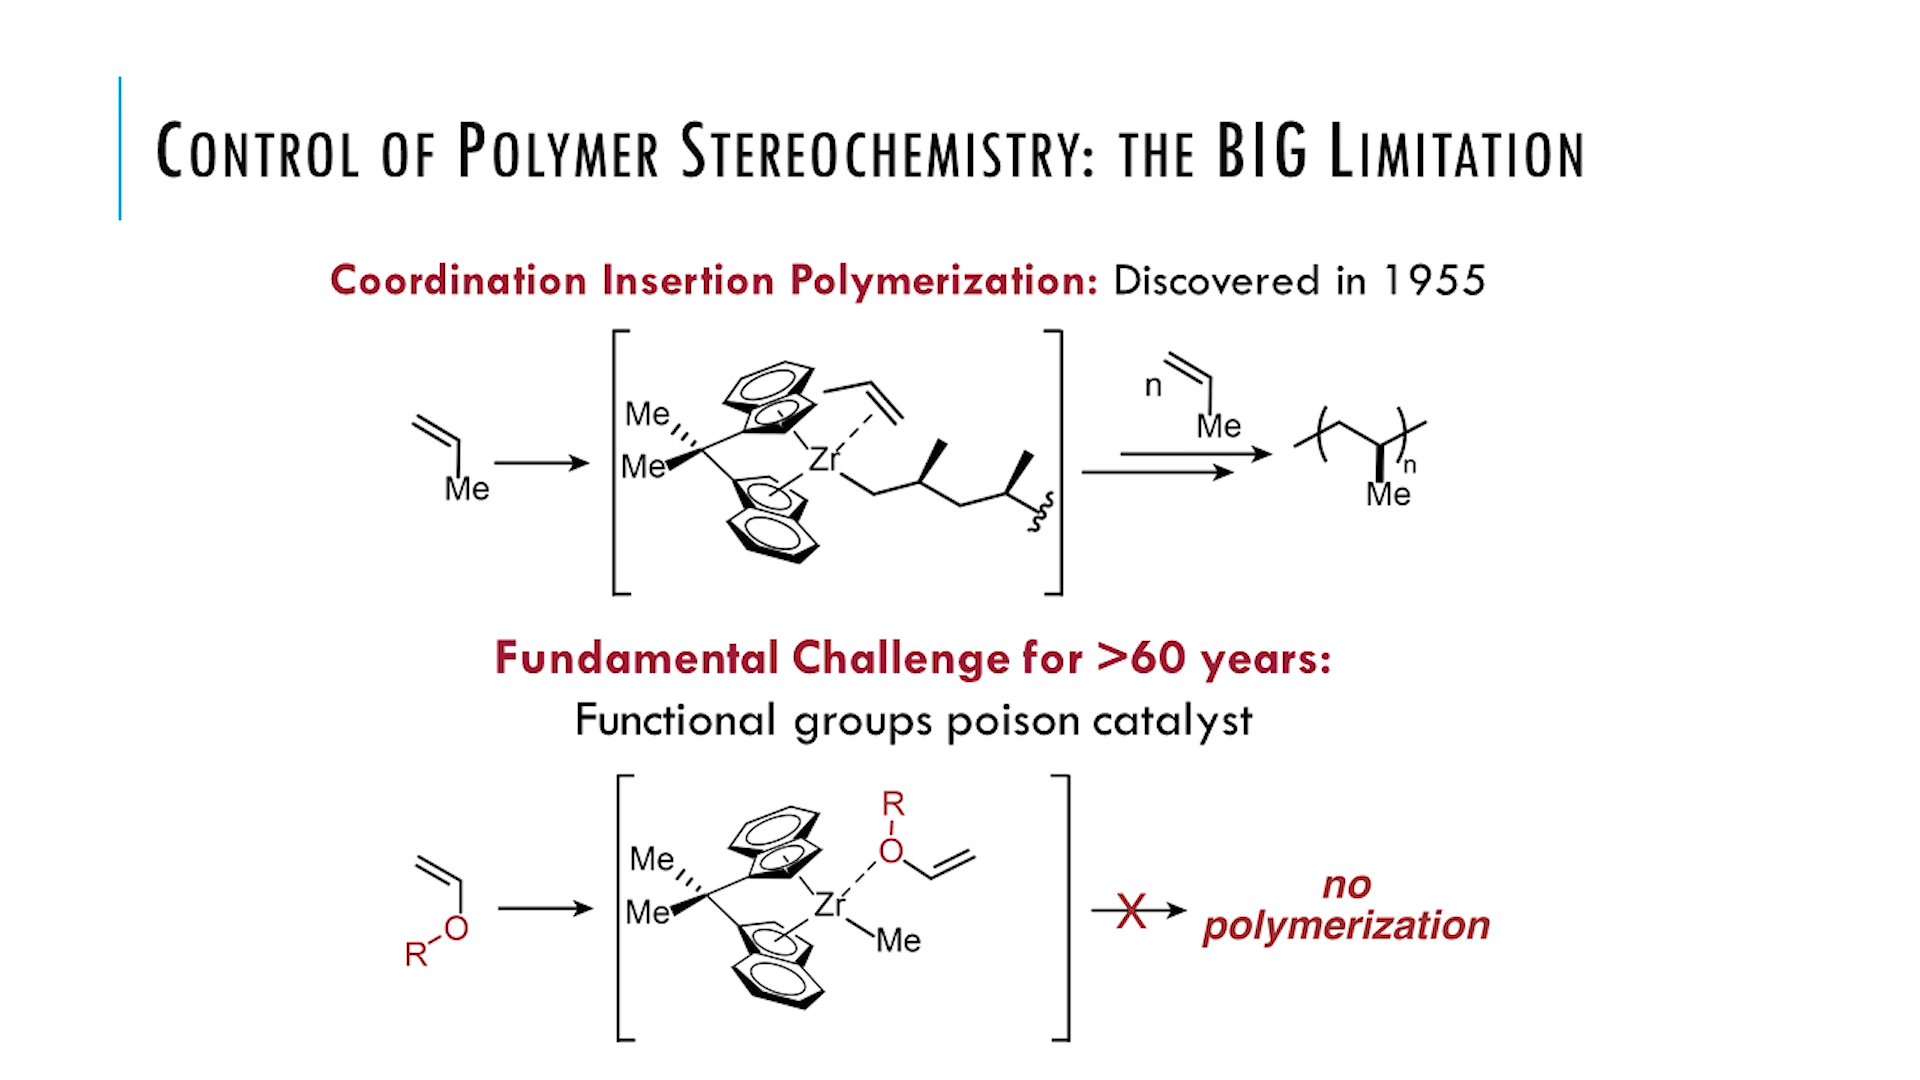 CONTROL OF POLYMER STEREOCHEMISTRY: THE BIG LIMITATION
Coordination Insertion Polymerization: Discovered in 1955
Me
Me
Me
Zr
n
Me
n
Me
Fundamental Challenge for >60 years:
Functional groups poison catalyst
O
R
Me
Me
Zr
R
O
Me
X
no
polymerization